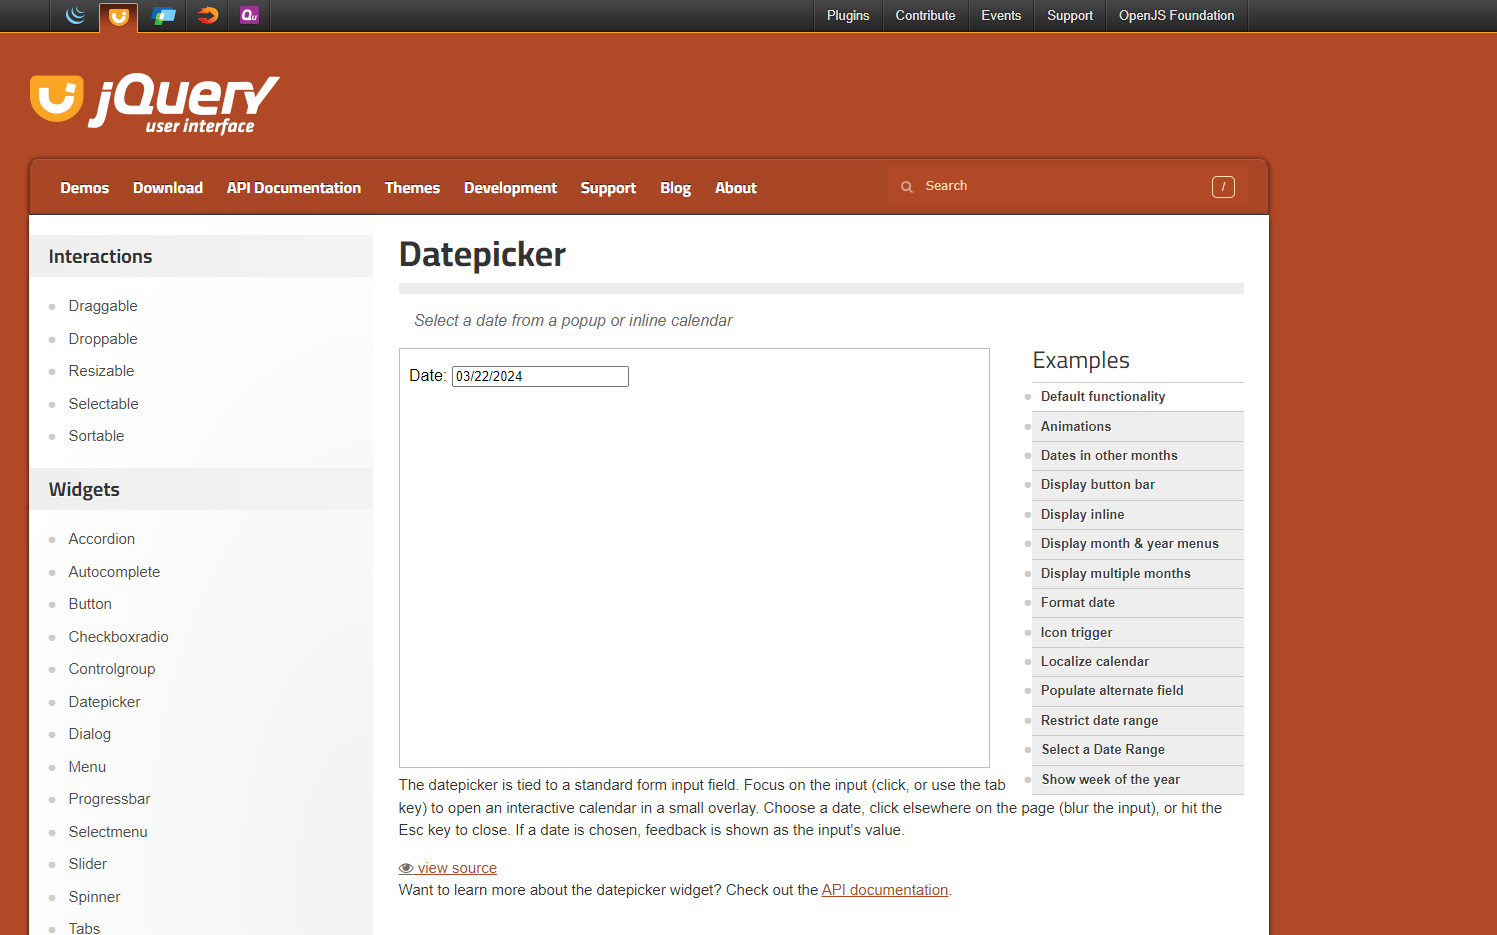 Plugins
Contribute
Events
Support
OpenJS Foundation
Qu
jQuery
user interface
Demos
Download
API Documentation
Themes
Development
Support
Blog
About
Search
/
Interactions
Draggable
Droppable
Resizable
Selectable
Sortable
Widgets
Accordion
Autocomplete
Button
Checkboxradio
Controlgroup
Datepicker
Dialog
Menu
Progressbar
Selectmenu
Slider
Spinner
Tabs
Datepicker
Select a date from a popup or inline calendar
Date: 03/22/2024
Examples
Default functionality
Animations
Dates in other months
Display button bar
Display inline
Display month & year menus
Display multiple months
Format date
Icon trigger
Localize calendar
Populate alternate field
Restrict date range
Select a Date Range
Show week of the year
The datepicker is tied to a standard form input field. Focus on the input (click, or use the tab
key) to open an interactive calendar in a small overlay. Choose a date, click elsewhere on the page (blur the input), or hit the
Esc key to close. If a date is chosen, feedback is shown as the input's value.
view source
Want to learn more about the datepicker widget? Check out the API documentation.